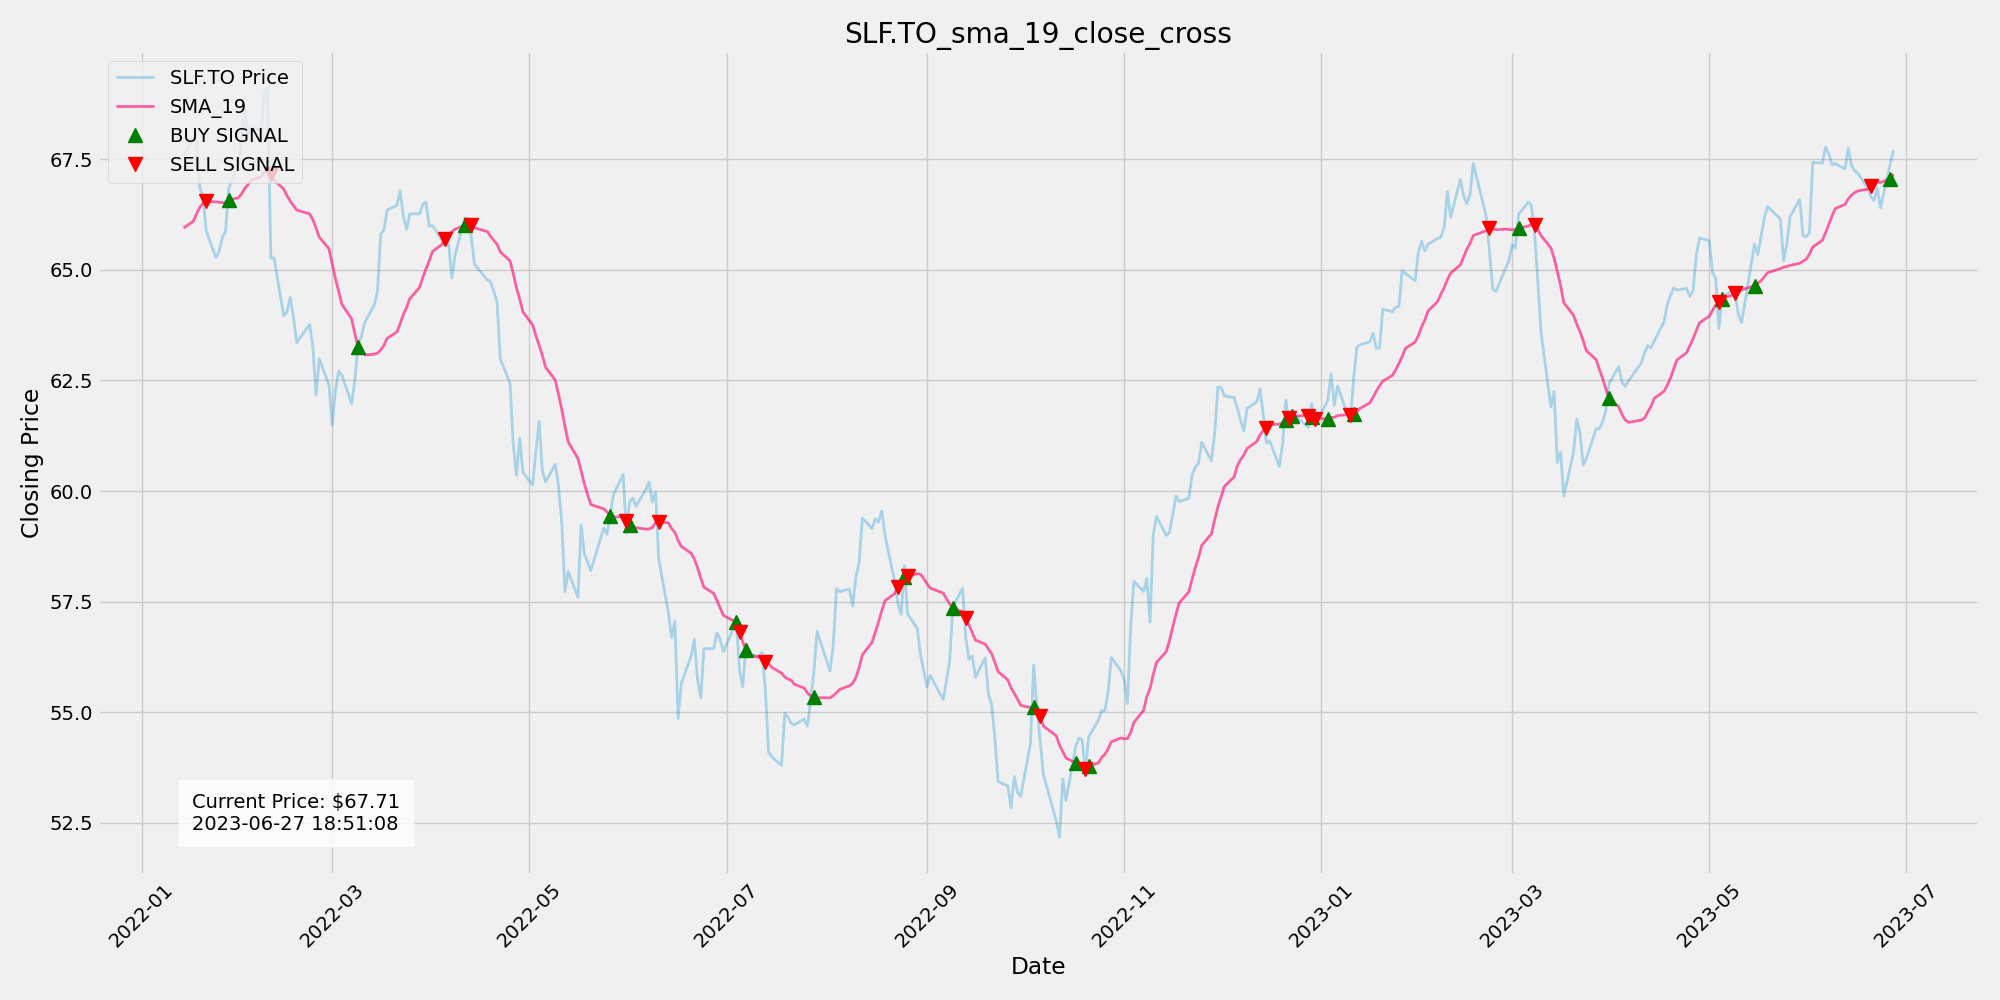 SLF.TO_sma_19_close_cross
SLF.TO Price
SMA_19
BUY SIGNAL
SELL SIGNAL
Closing Price
67.5
65.0
62.5
60.0
57.5
55.0
52.5
Current Price: $67.71
2023-06-27 18:51:08
2022-01
2022-03
2022-05
2022-07
2022-09
2022-11
2023-01
2023-03
2023-05
2023-07
Date